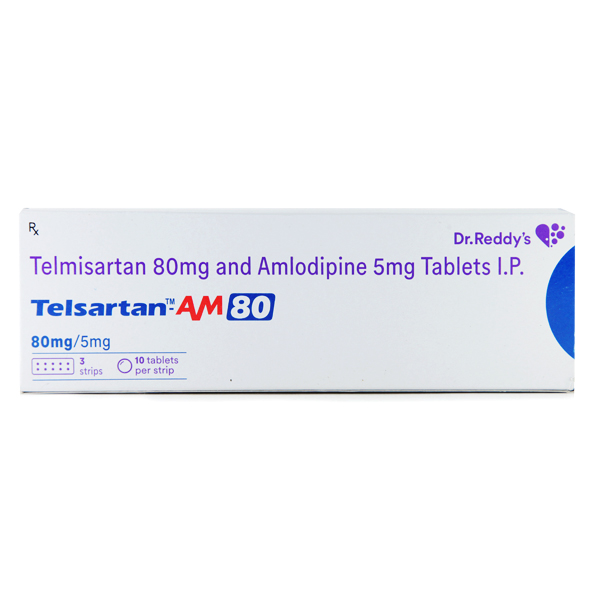 Rx
Dr.Reddy's
Telmisartan 80mg and Amlodipine 5mg Tablets I.P.
Telsartan™-AM 80
80mg/5mg
3 strips
10 tablets per strip